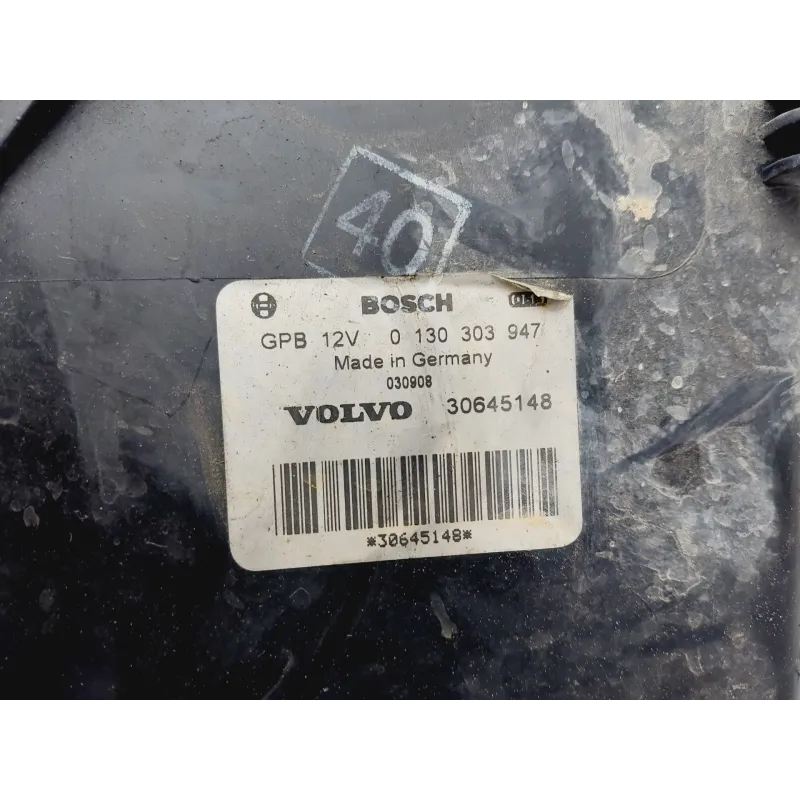 40
BOSCH
GPB 12V 0 130 303 947
Made in Germany
030908
VOLVO 30645148
*30645148*